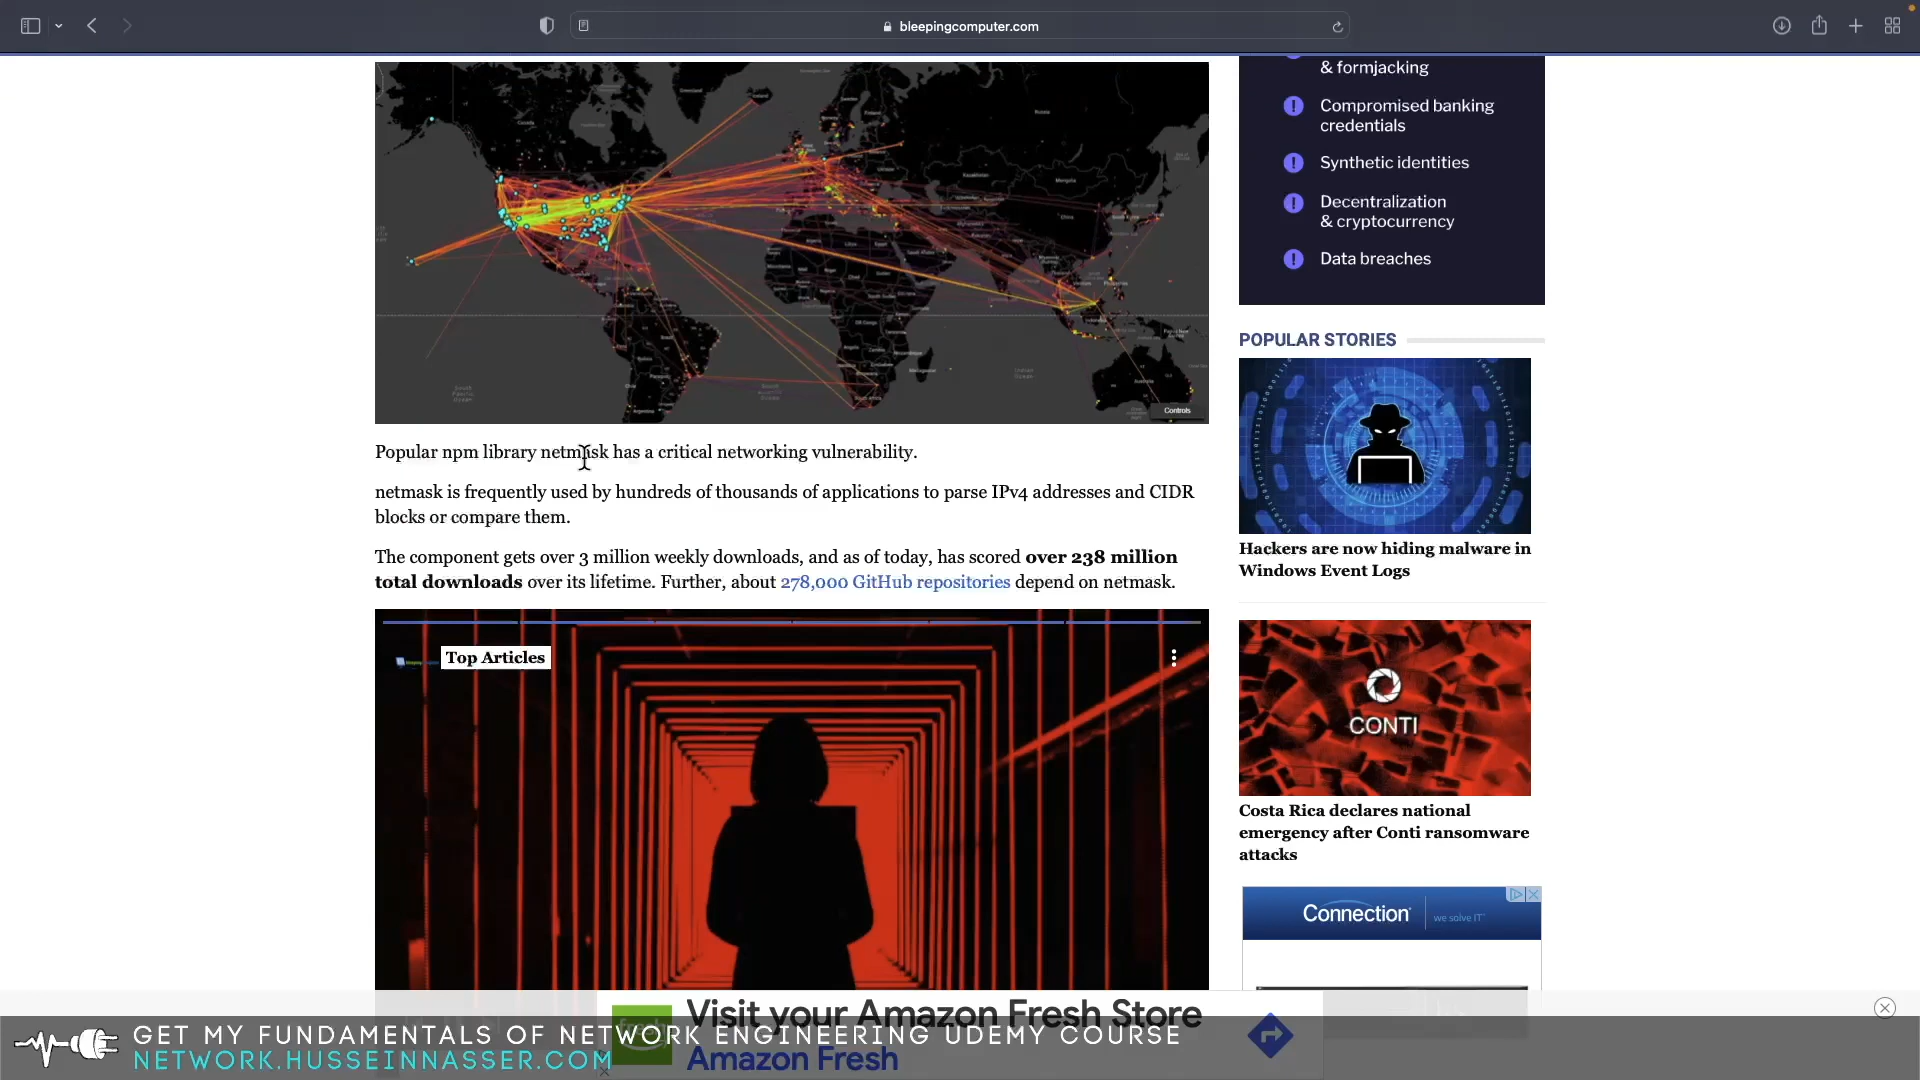 bleepingcomputer.com
Controls
Popular npm library netmask has a critical networking vulnerability.
netmask is frequently used by hundreds of thousands of applications to parse IPv4 addresses and CIDR
blocks or compare them.
The component gets over 3 million weekly downloads, and as of today, has scored over 238 million
total downloads over its lifetime. Further, about 278,000 GitHub repositories depend on netmask.
Top Articles
& formjacking
Compromised banking
credentials
Synthetic identities
Decentralization
& cryptocurrency
Data breaches
POPULAR STORIES
Hackers are now hiding malware in
Windows Event Logs
CONTI
Costa Rica declares national
emergency after Conti ransomware
attacks
Connection
we solve IT
Visit your Amazon Fresh Store
Amazon Fresh
GET MY FUNDAMENTALS OF NETWORK ENGINEERING UDEMY COURSE
NETWORK.HUSSEINNASSER.COM